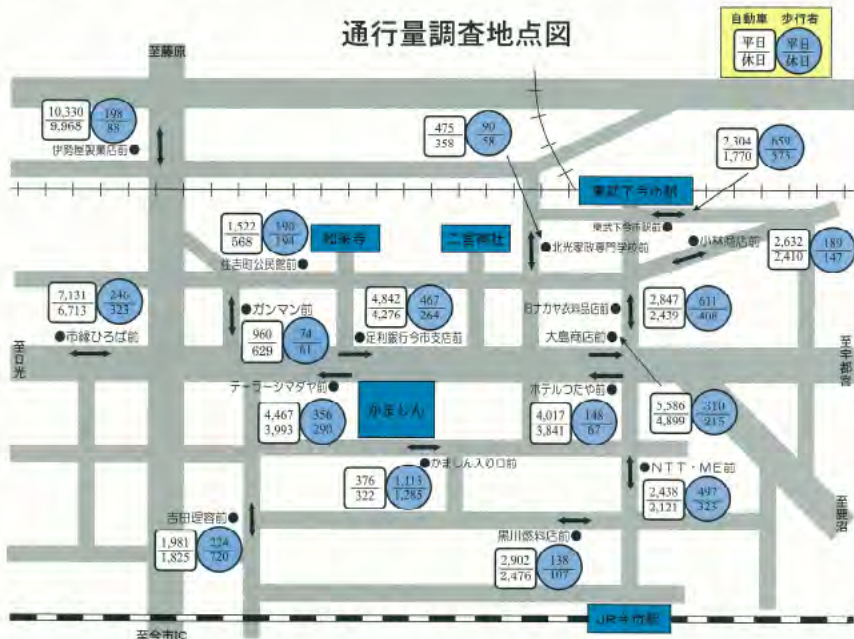 通行量調査地点図
自動車 歩行者
平日 平日
休日 休日
至藤原
10,330 198
9,968 88
伊勢屋製菓店前
475 90
358 58
2,304 659
1,770 575
東武下今市駅
東武下今市駅前
1,522 190
568 194
住吉町公民館前
如来寺
二宮神社
北光家政専門学校前
小林商店前
2,632 189
2,410 147
7,131 246
6,713 323
市縁ひろば前
ガンマン前
960 74
629 61
4,842 467
4,276 264
足利銀行今市支店前
旧ナカヤ衣料品店前
2,847 611
2,439 408
大島商店前
至日光
至宇都宮
テーラーシマダヤ前
4,467 356
3,993 290
かましん
ホテルつたや前
4,017 148
3,841 67
5,586 310
4,899 215
かましん入り口前
376 1,113
322 1,285
NTT・ME前
2,438 497
2,121 323
至鹿沼
吉田理容前
1,981 224
1,825 720
黒川燃料店前
2,902 138
2,476 107
JR今市駅
至今市IC